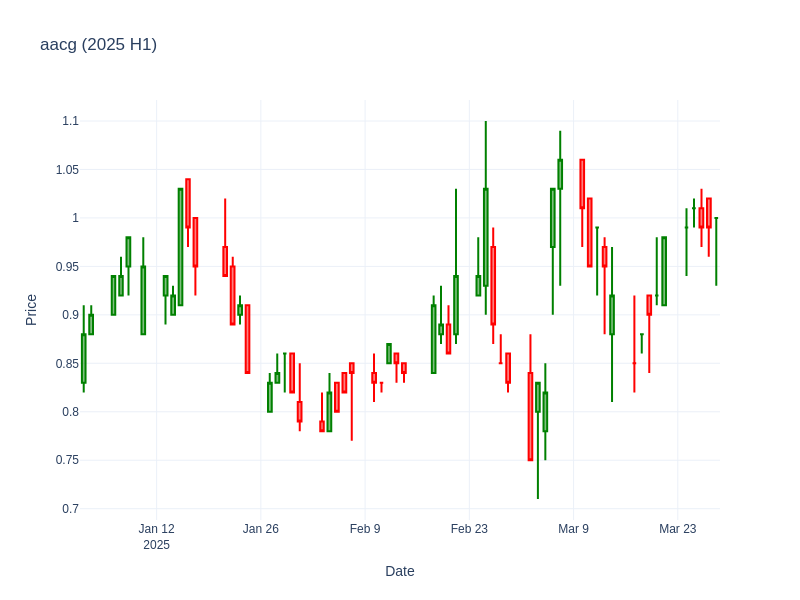 aacg (2025 H1)
1.1
1.05
1
0.95
0.9
0.85
0.8
0.75
0.7
Price
Jan 12
2025
Jan 26
Feb 9
Feb 23
Mar 9
Mar 23
Date